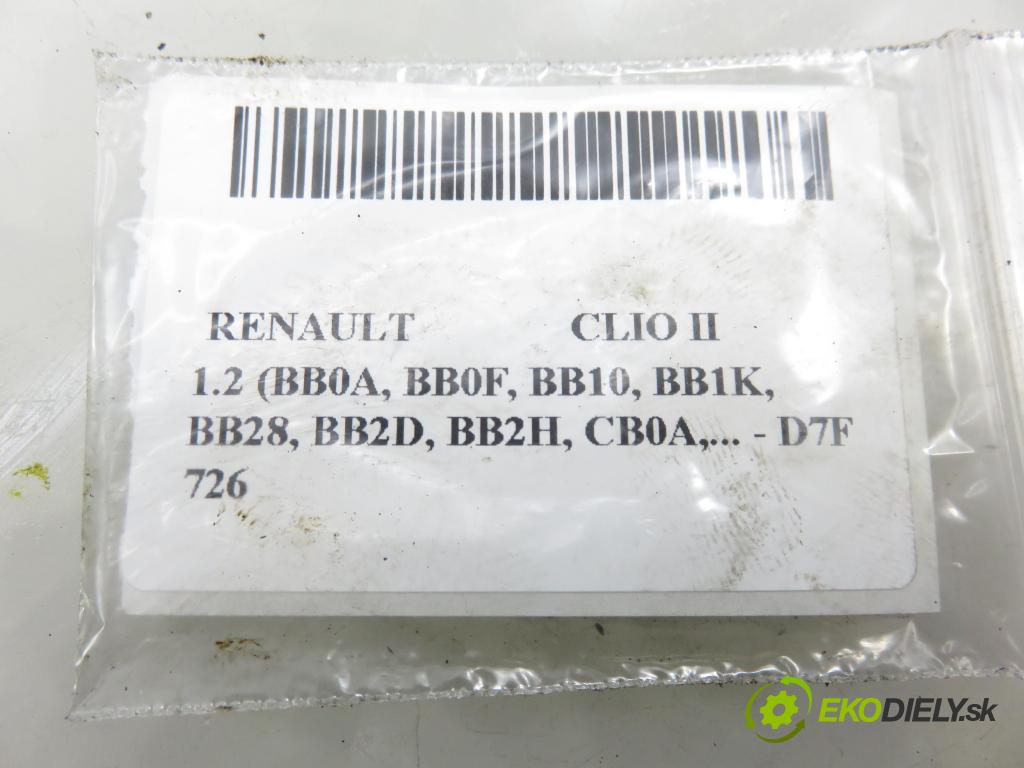 RENAULT CLIO II
1.2 (BB0A, BB0F, BB10, BB1K,
BB28, BB2D, BB2H, CB0A,... - D7F
726
EKODIELY.sk